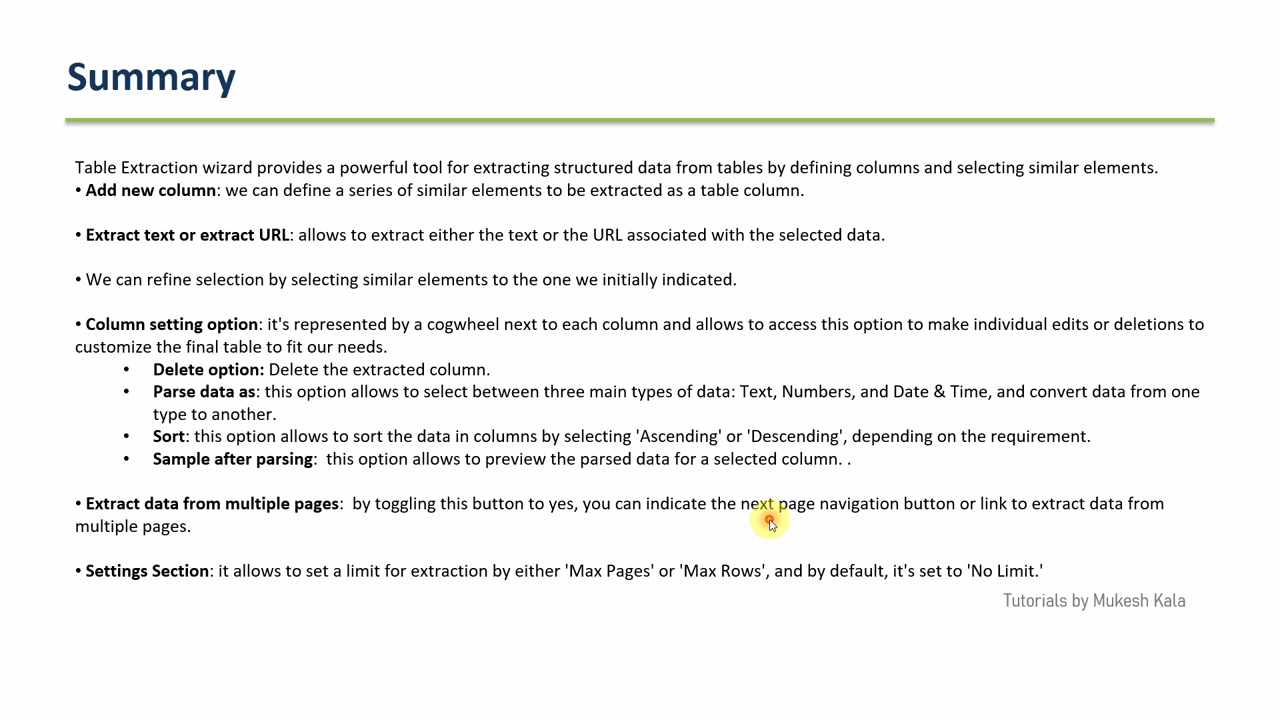 Summary
Table Extraction wizard provides a powerful tool for extracting structured data from tables by defining columns and selecting similar elements.
• Add new column: we can define a series of similar elements to be extracted as a table column.
• Extract text or extract URL: allows to extract either the text or the URL associated with the selected data.
• We can refine selection by selecting similar elements to the one we initially indicated.
• Column setting option: it's represented by a cogwheel next to each column and allows to access this option to make individual edits or deletions to
customize the final table to fit our needs.
• Delete option: Delete the extracted column.
• Parse data as: this option allows to select between three main types of data: Text, Numbers, and Date & Time, and convert data from one
type to another.
• Sort: this option allows to sort the data in columns by selecting 'Ascending' or 'Descending', depending on the requirement.
• Sample after parsing:  this option allows to preview the parsed data for a selected column. .
• Extract data from multiple pages:  by toggling this button to yes, you can indicate the next page navigation button or link to extract data from
multiple pages.
• Settings Section: it allows to set a limit for extraction by either 'Max Pages' or 'Max Rows', and by default, it's set to 'No Limit.'
Tutorials by Mukesh Kala